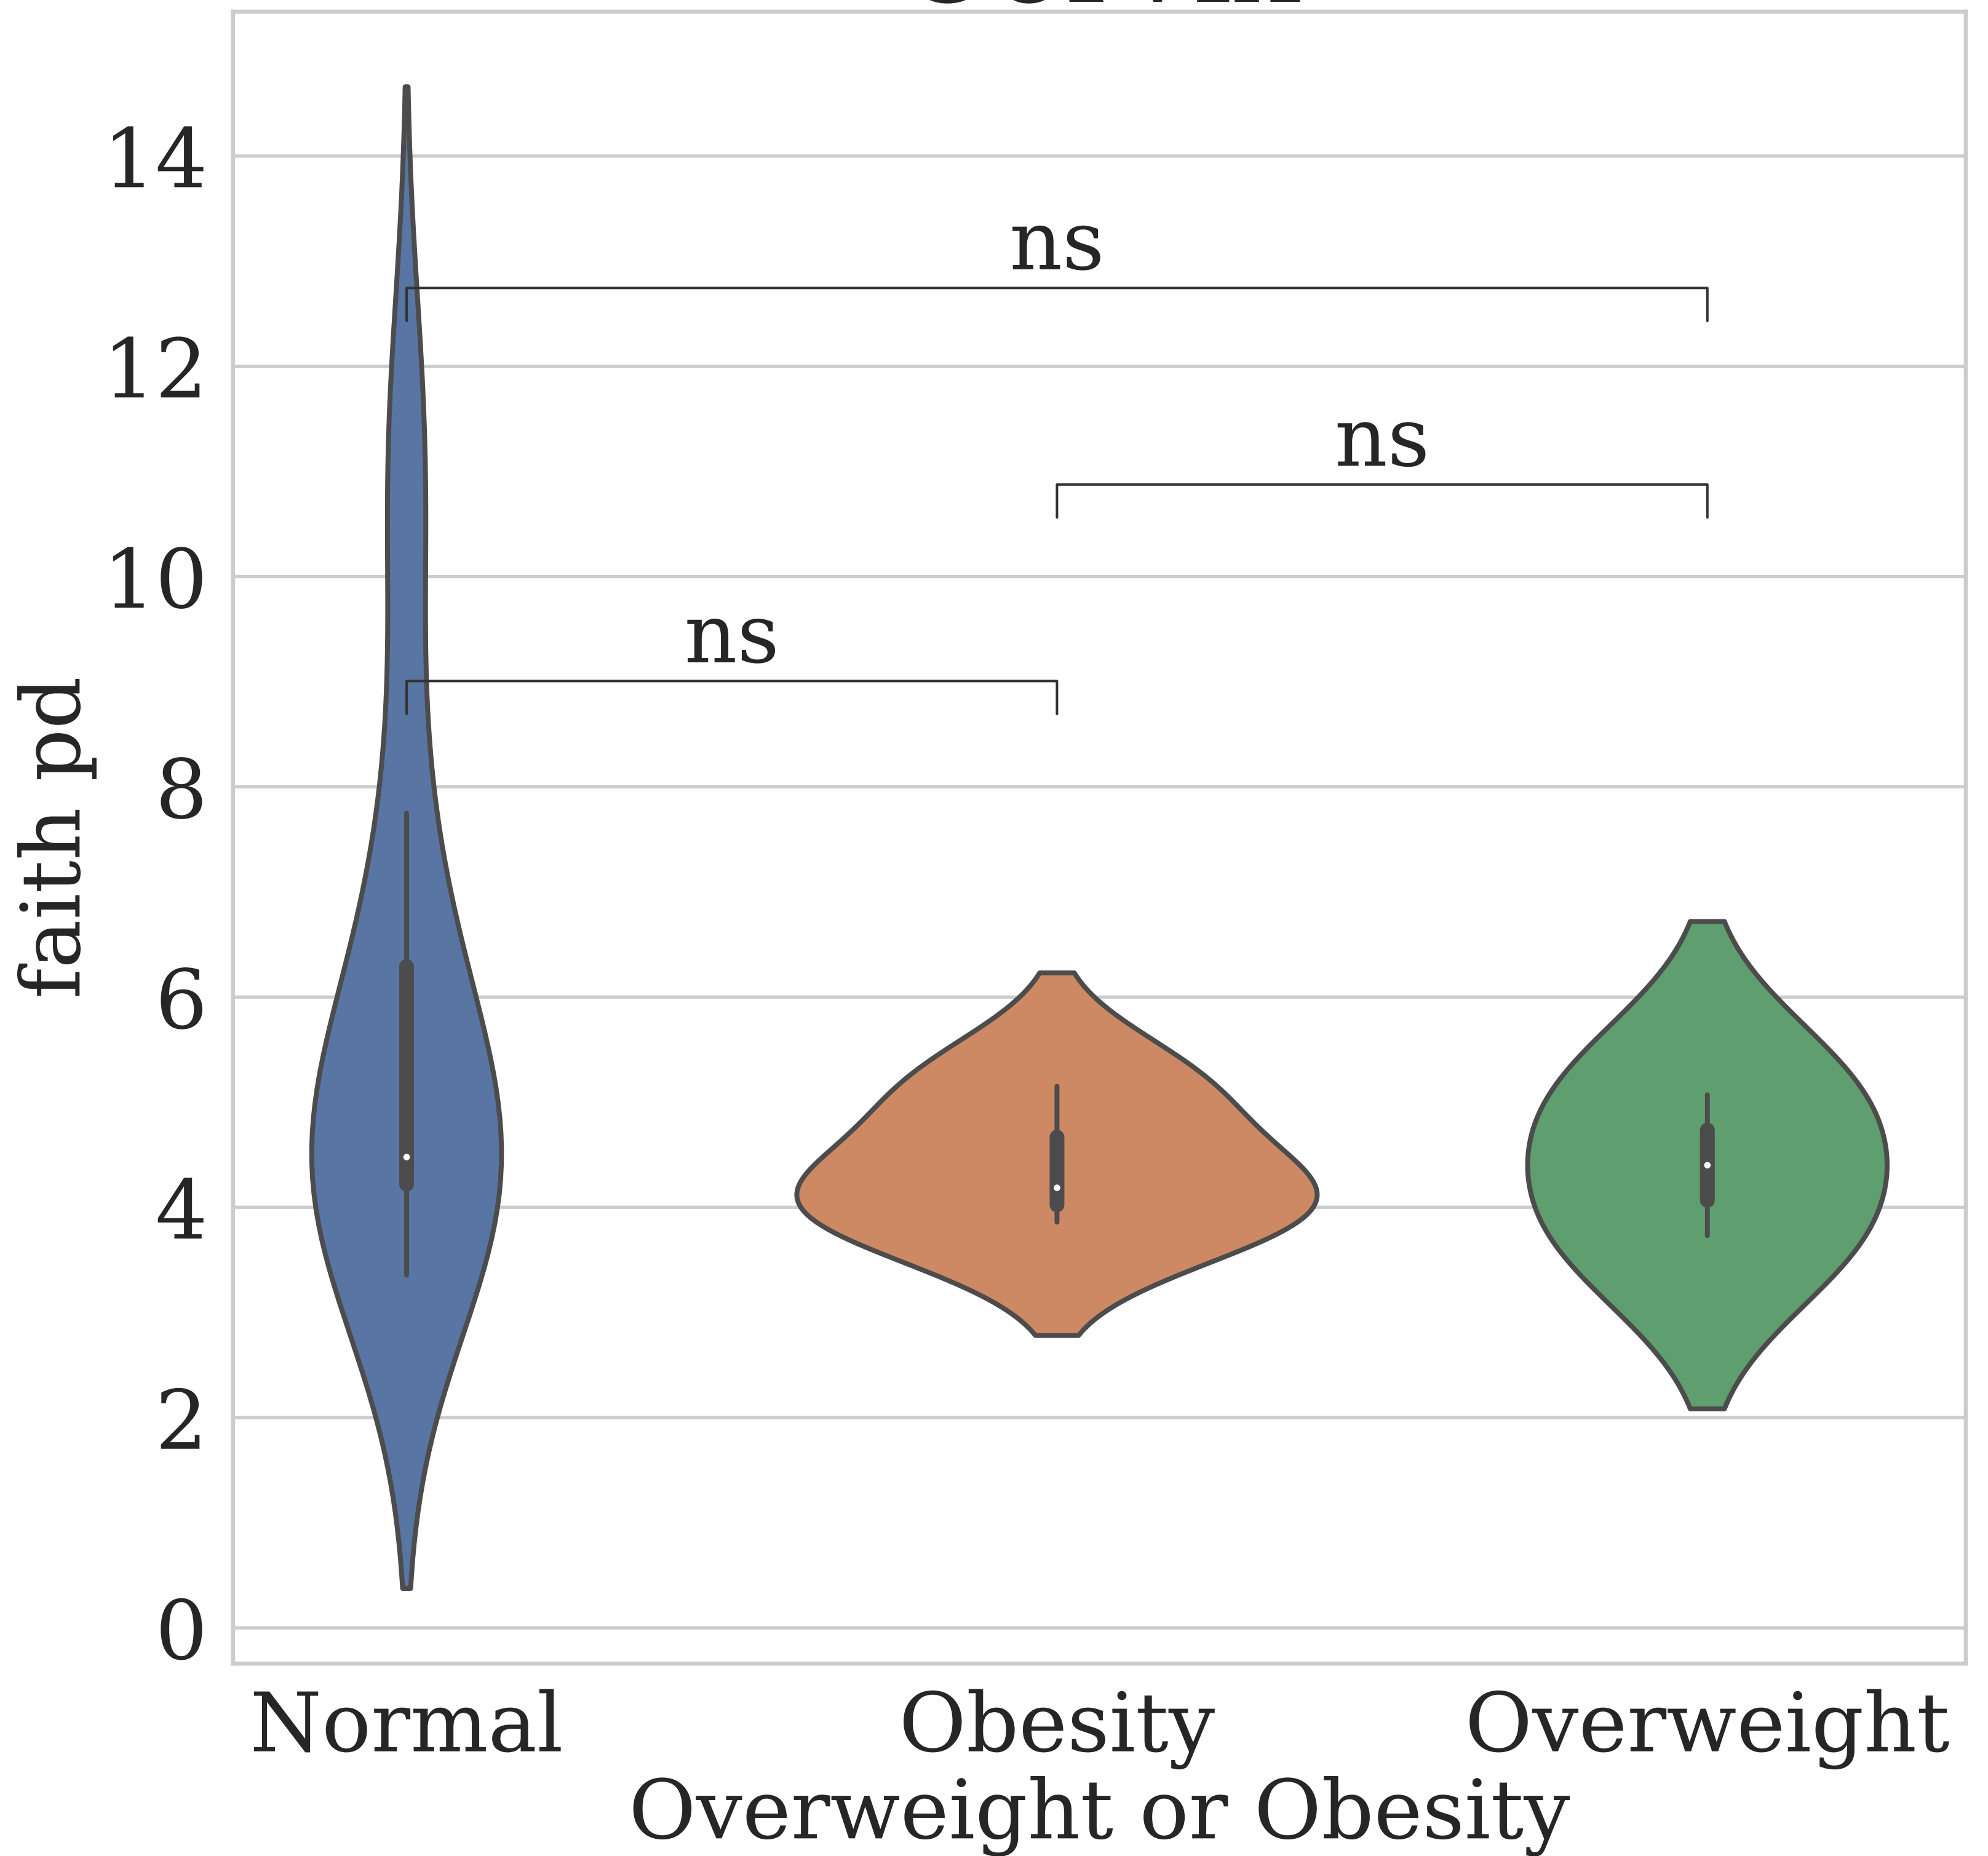 14
12
10
8
6
4
2
0
faith pd
ns
ns
ns
Normal Obesity Overweight
Overweight or Obesity